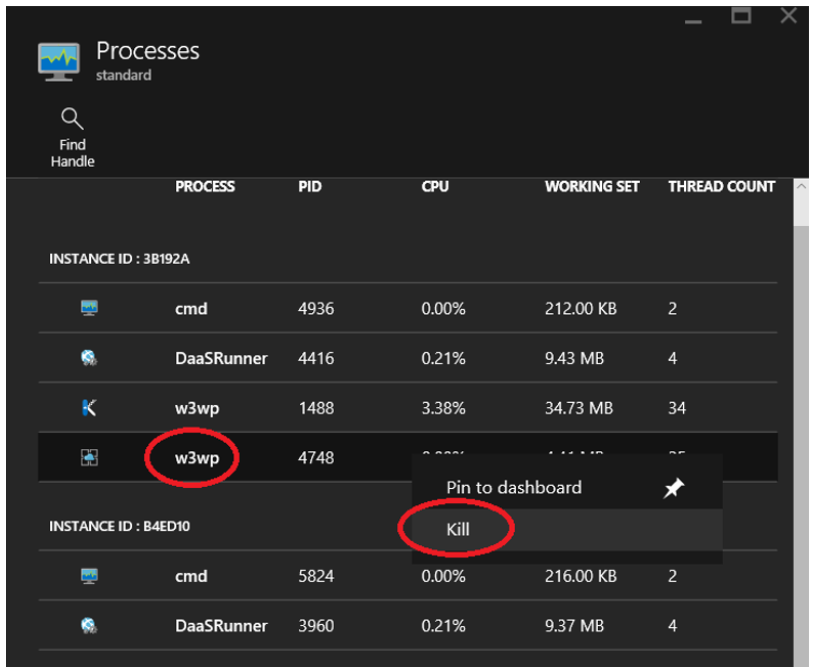 Processes
standard
Find
Handle
PROCESS PID CPU WORKING SET THREAD COUNT
INSTANCE ID : 3B192A
cmd 4936 0.00% 212.00 KB 2
DaaSRunner 4416 0.21% 9.43 MB 4
w3wp 1488 3.38% 34.73 MB 34
w3wp 4748
Pin to dashboard
INSTANCE ID : B4ED10
Kill
cmd 5824 0.00% 216.00 KB 2
DaaSRunner 3960 0.21% 9.37 MB 4